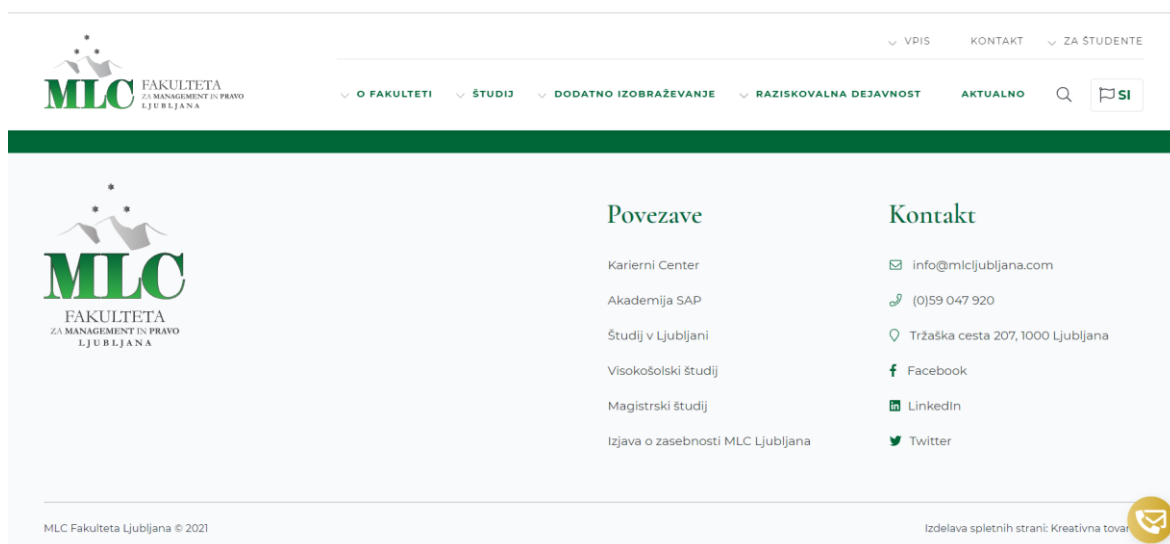 VPIS KONTAKT ZA ŠTUDENTE
MLC FAKULTETA
ZA MANAGEMENT IN PRAVO
LJUBLJANA
O FAKULTETI ŠTUDIJ DODATNO IZOBRAŽEVANJE RAZISKOVALNA DEJAVNOST AKTUALNO SI
MLC
FAKULTETA
ZA MANAGEMENT IN PRAVO
LJUBLJANA
Povezave
Karierni Center
Akademija SAP
Študij v Ljubljani
Visokošolski študij
Magistrski študij
Izjava o zasebnosti MLC Ljubljana
Kontakt
info@mlcljubljana.com
(0)59 047 920
Tržaška cesta 207, 1000 Ljubljana
Facebook
LinkedIn
Twitter
MLC Fakulteta Ljubljana © 2021
Izdelava spletnih strani: Kreativna